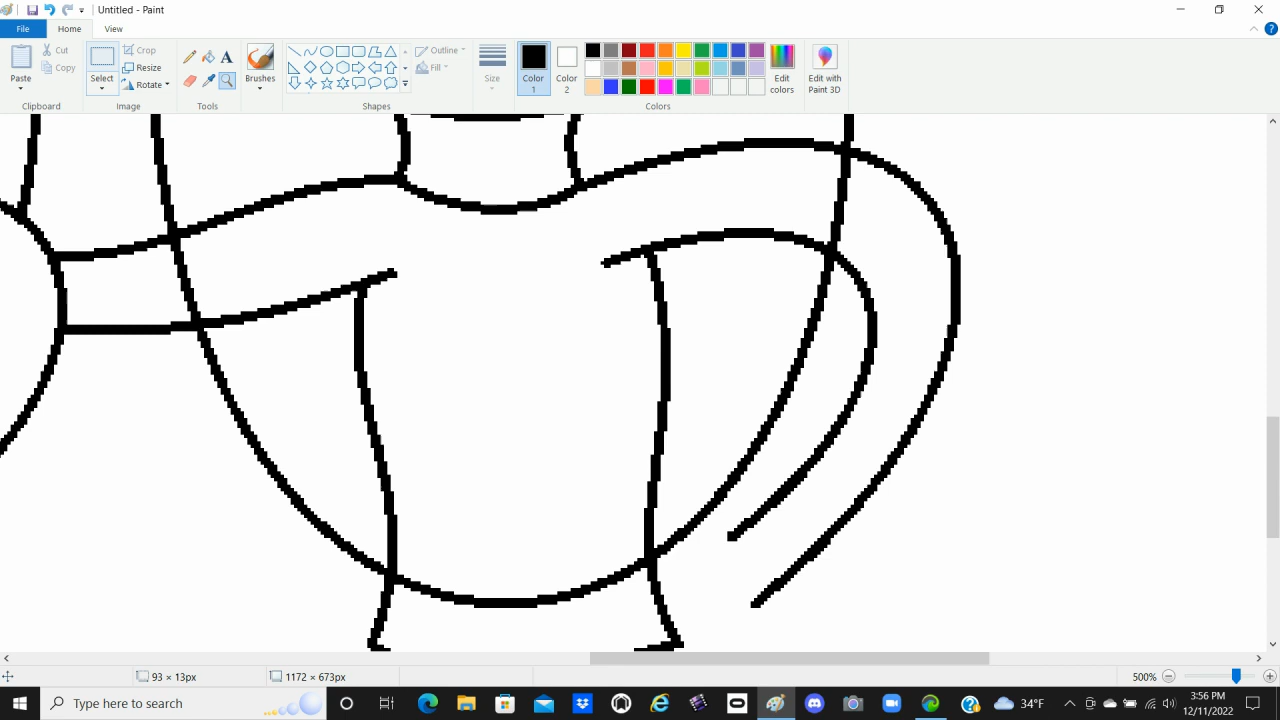 Untitled - Paint
File Home View
Paste
Cut
Copy
Clipboard
Select
Crop
Resize
Rotate
Image
Tools
Brushes
Shapes
Outline
Fill
Size
Color 1
Color 2
Edit colors
Edit with Paint 3D
Colors
93 × 13px
1172 × 673px
500%
Type here to search
34°F
3:56 PM
12/11/2022